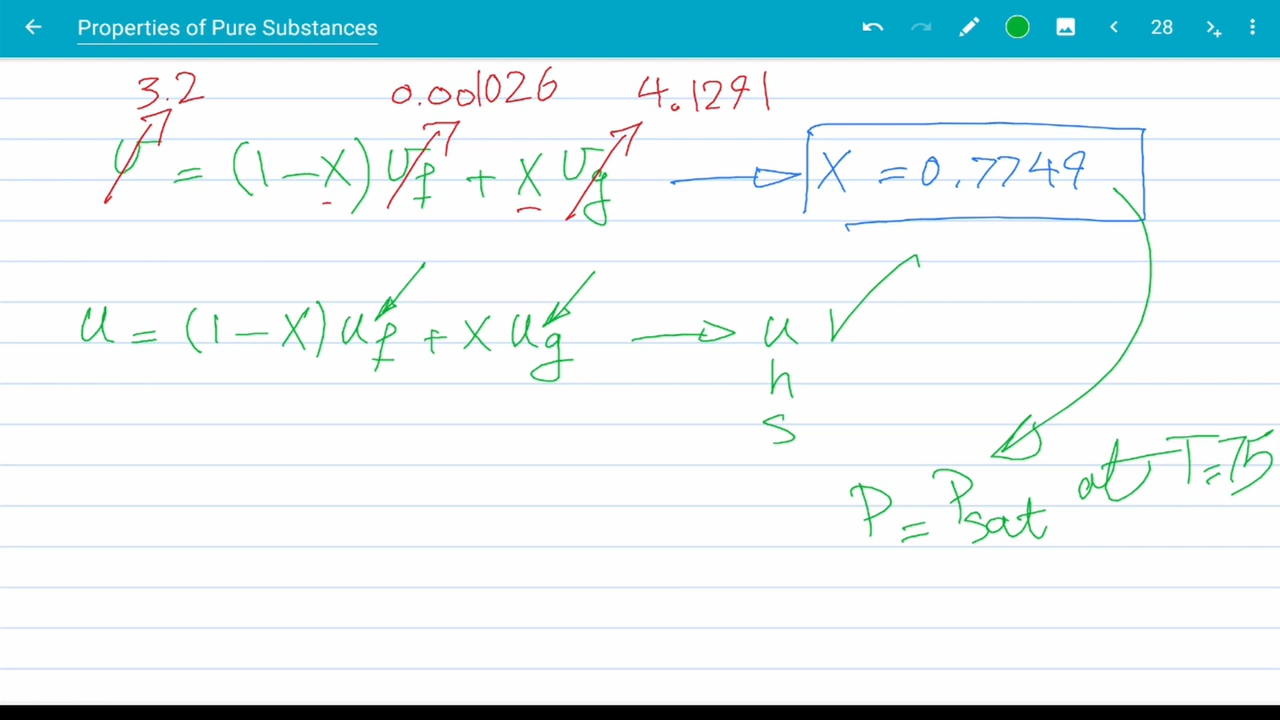 Properties of Pure Substances
28
3.2 0.001026 4.1291
v = (1-x) vf + x vg → x = 0.7749
u = (1-x) uf + x ug → u ✓
h
s
P = Psat at T=75